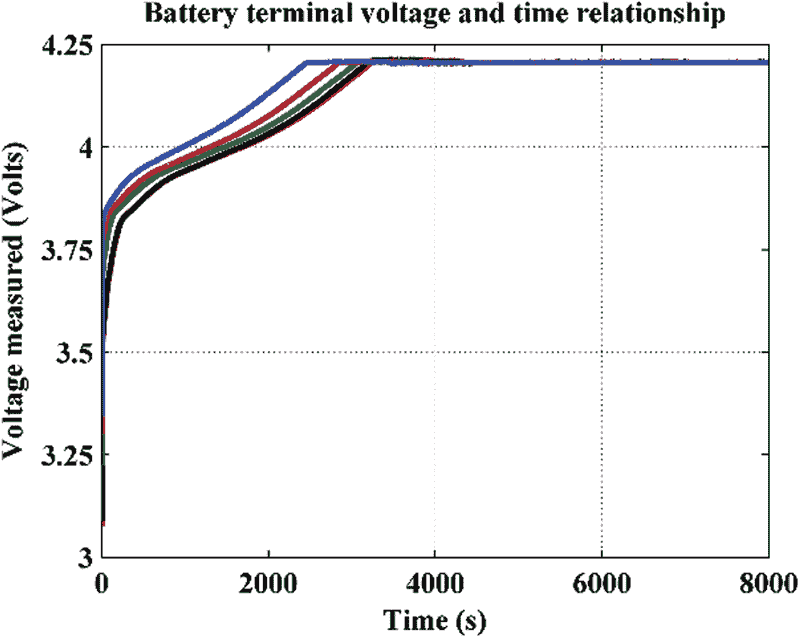 Battery terminal voltage and time relationship
Voltage measured (Volts)
4.25
4
3.75
3.5
3.25
3
0 2000 4000 6000 8000
Time (s)